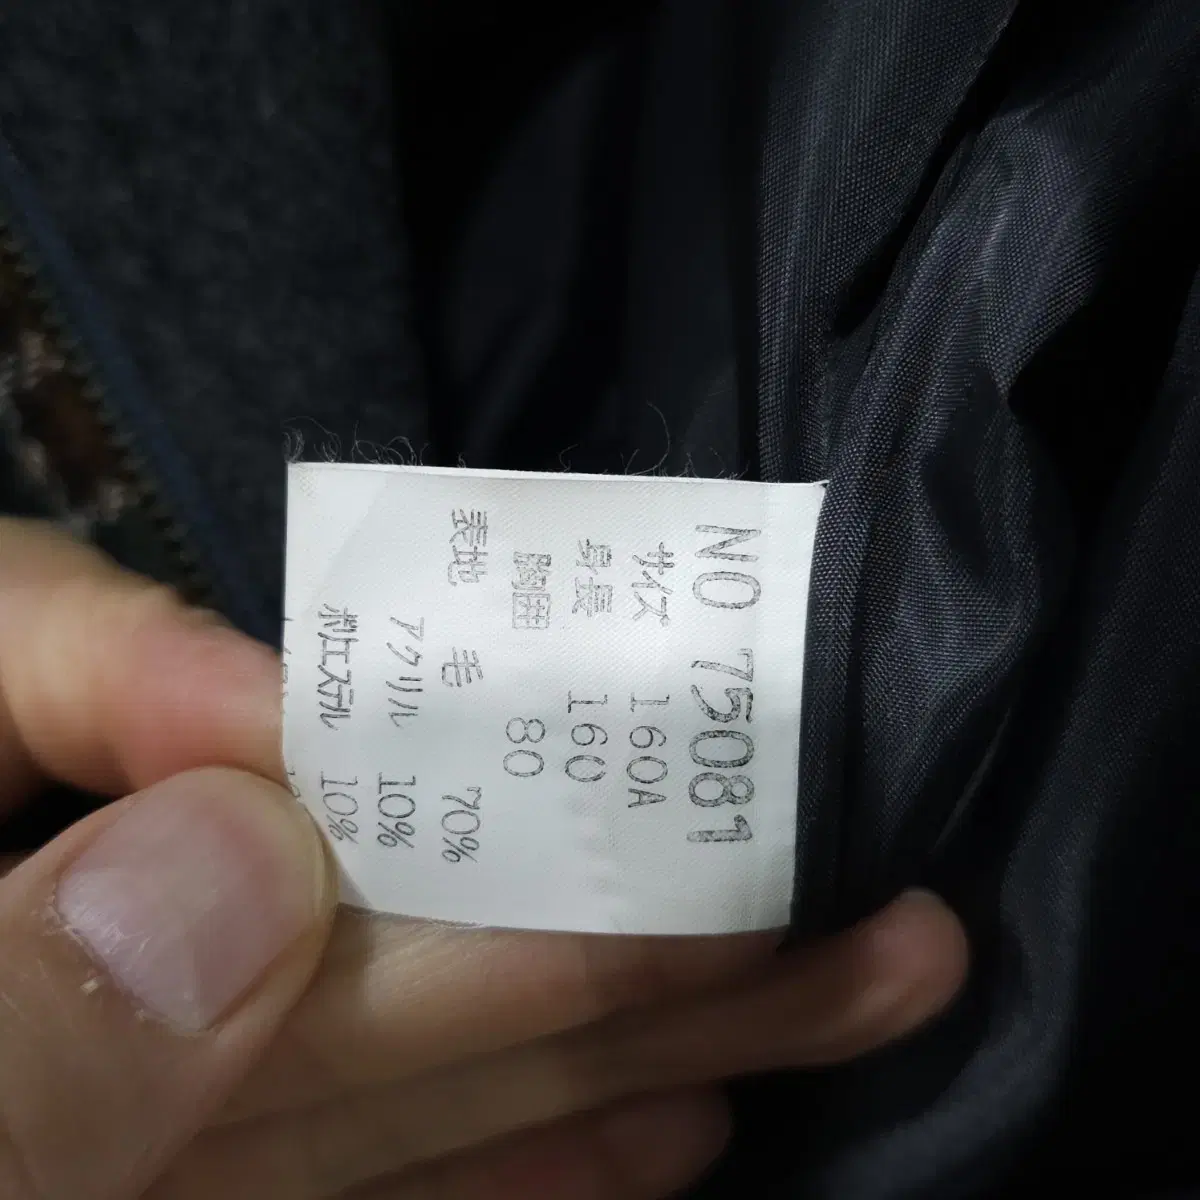 NO 75081
サイズ 160A
身長 160
胸囲 80
表地 毛 70%
アクリル 10%
ポリエステル 10%